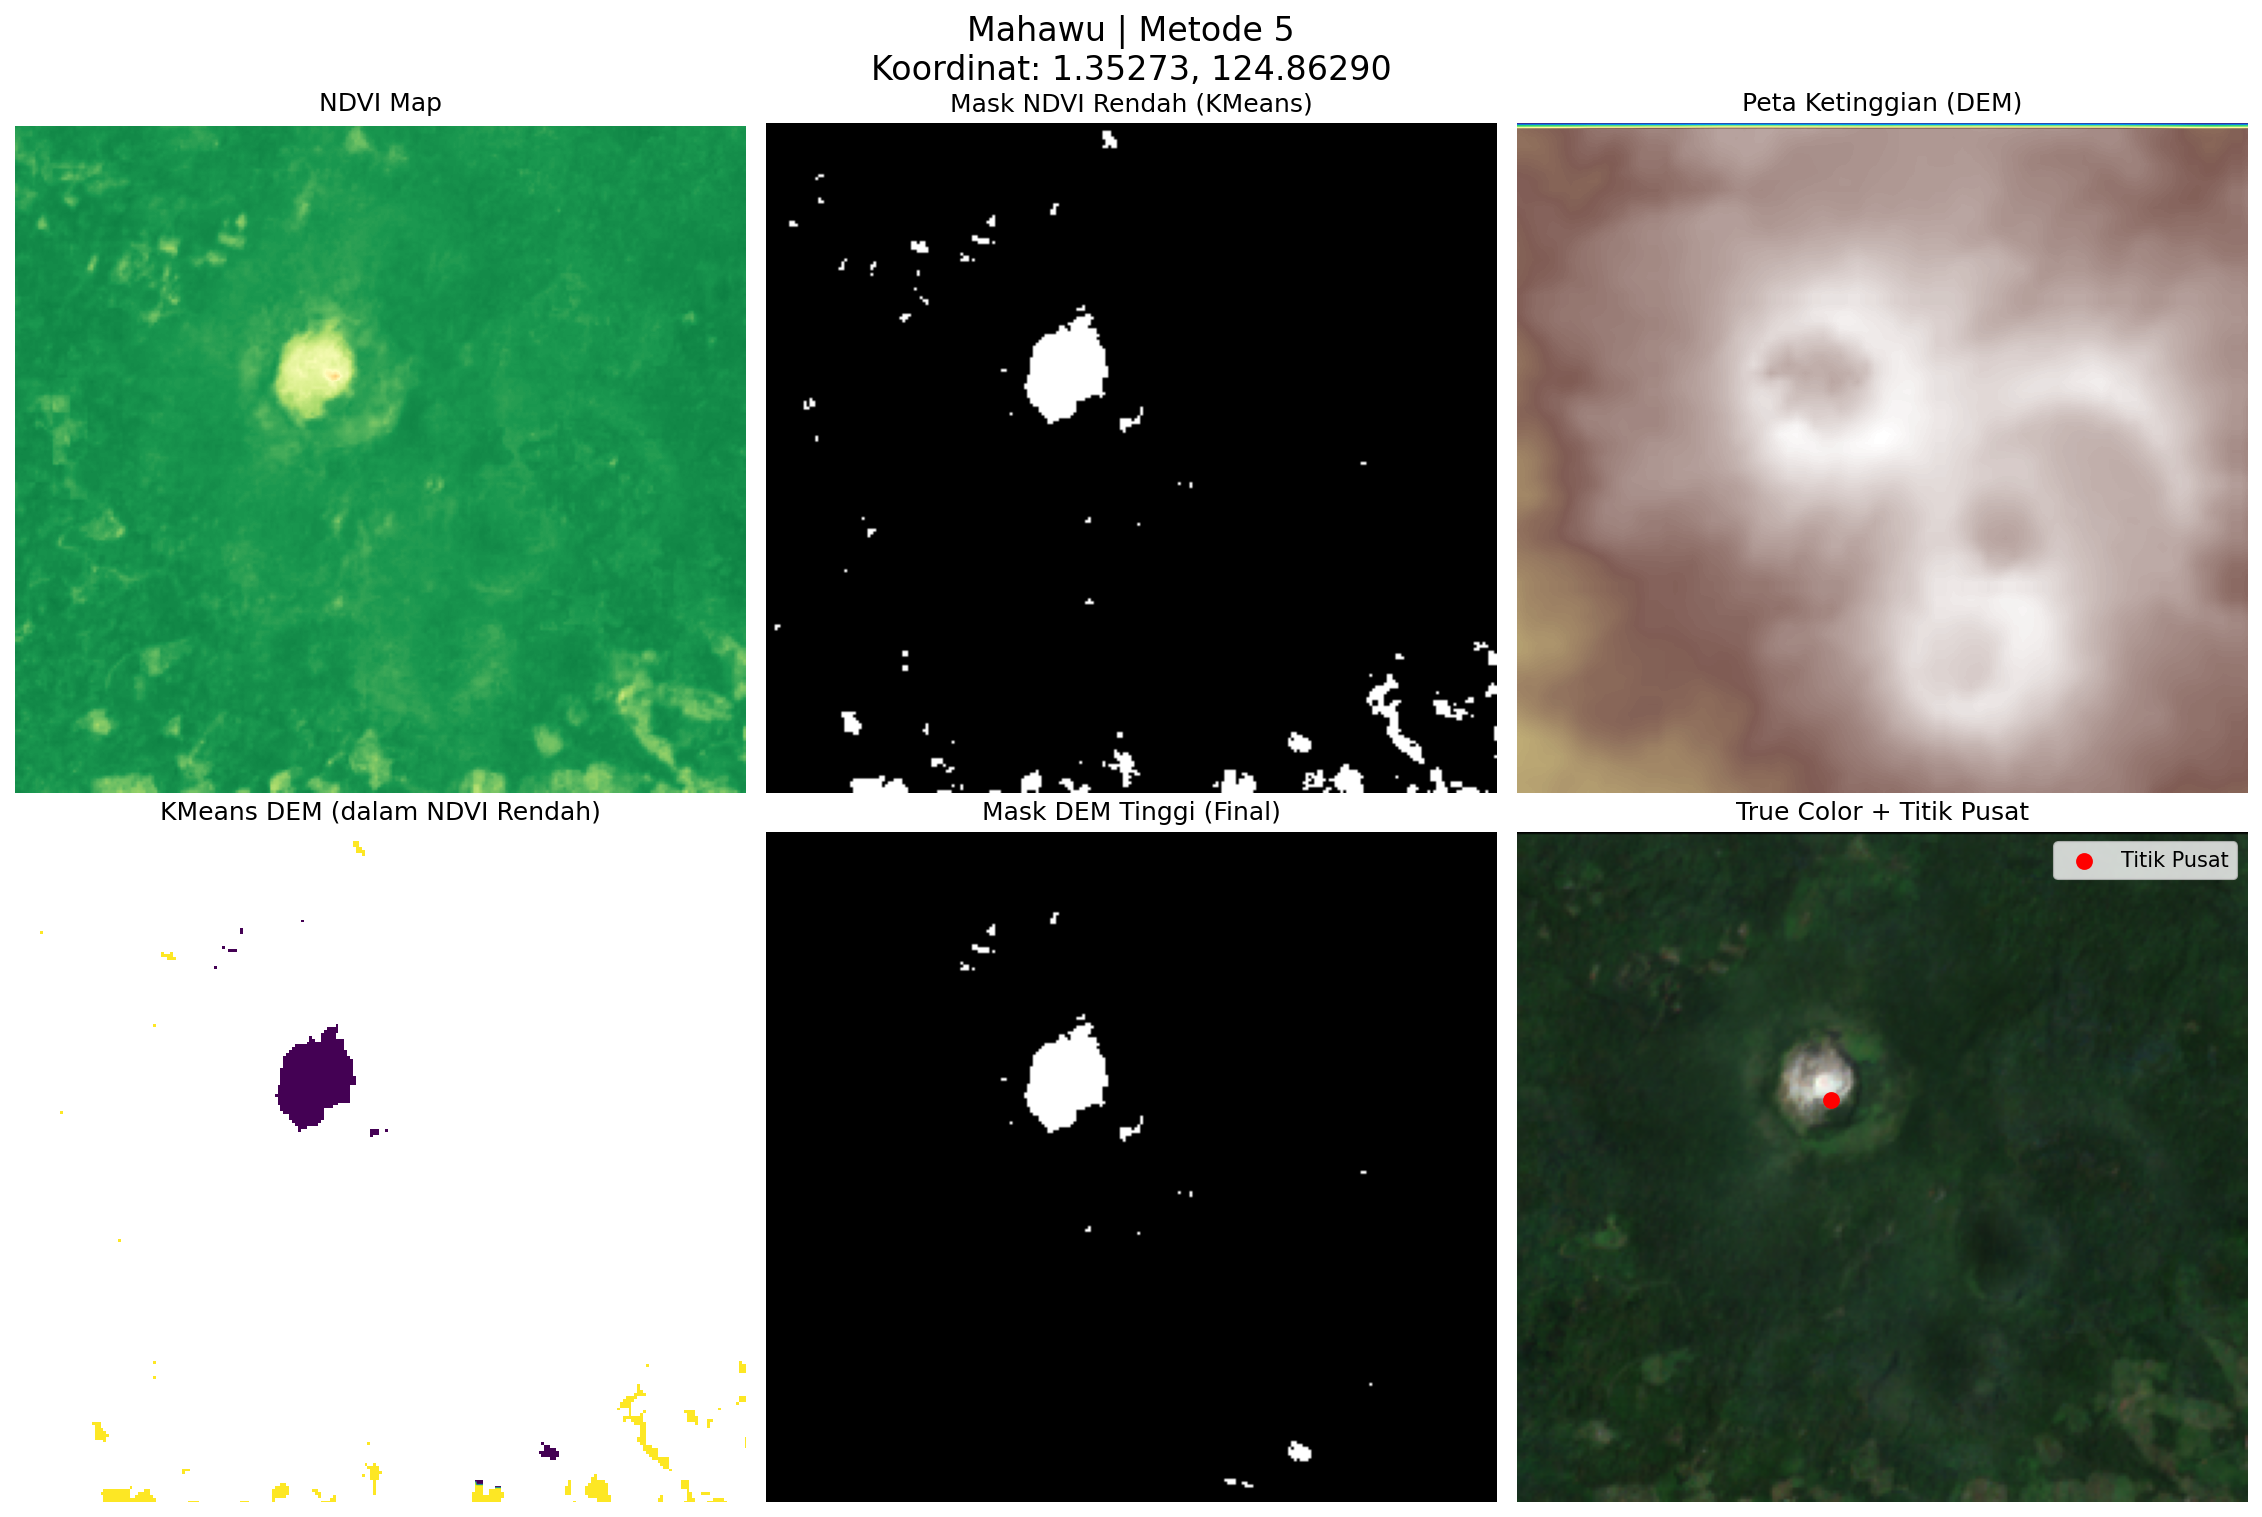 Mahawu | Metode 5
Koordinat: 1.35273, 124.86290
NDVI Map
Mask NDVI Rendah (KMeans)
Peta Ketinggian (DEM)
KMeans DEM (dalam NDVI Rendah)
Mask DEM Tinggi (Final)
True Color + Titik Pusat
Titik Pusat